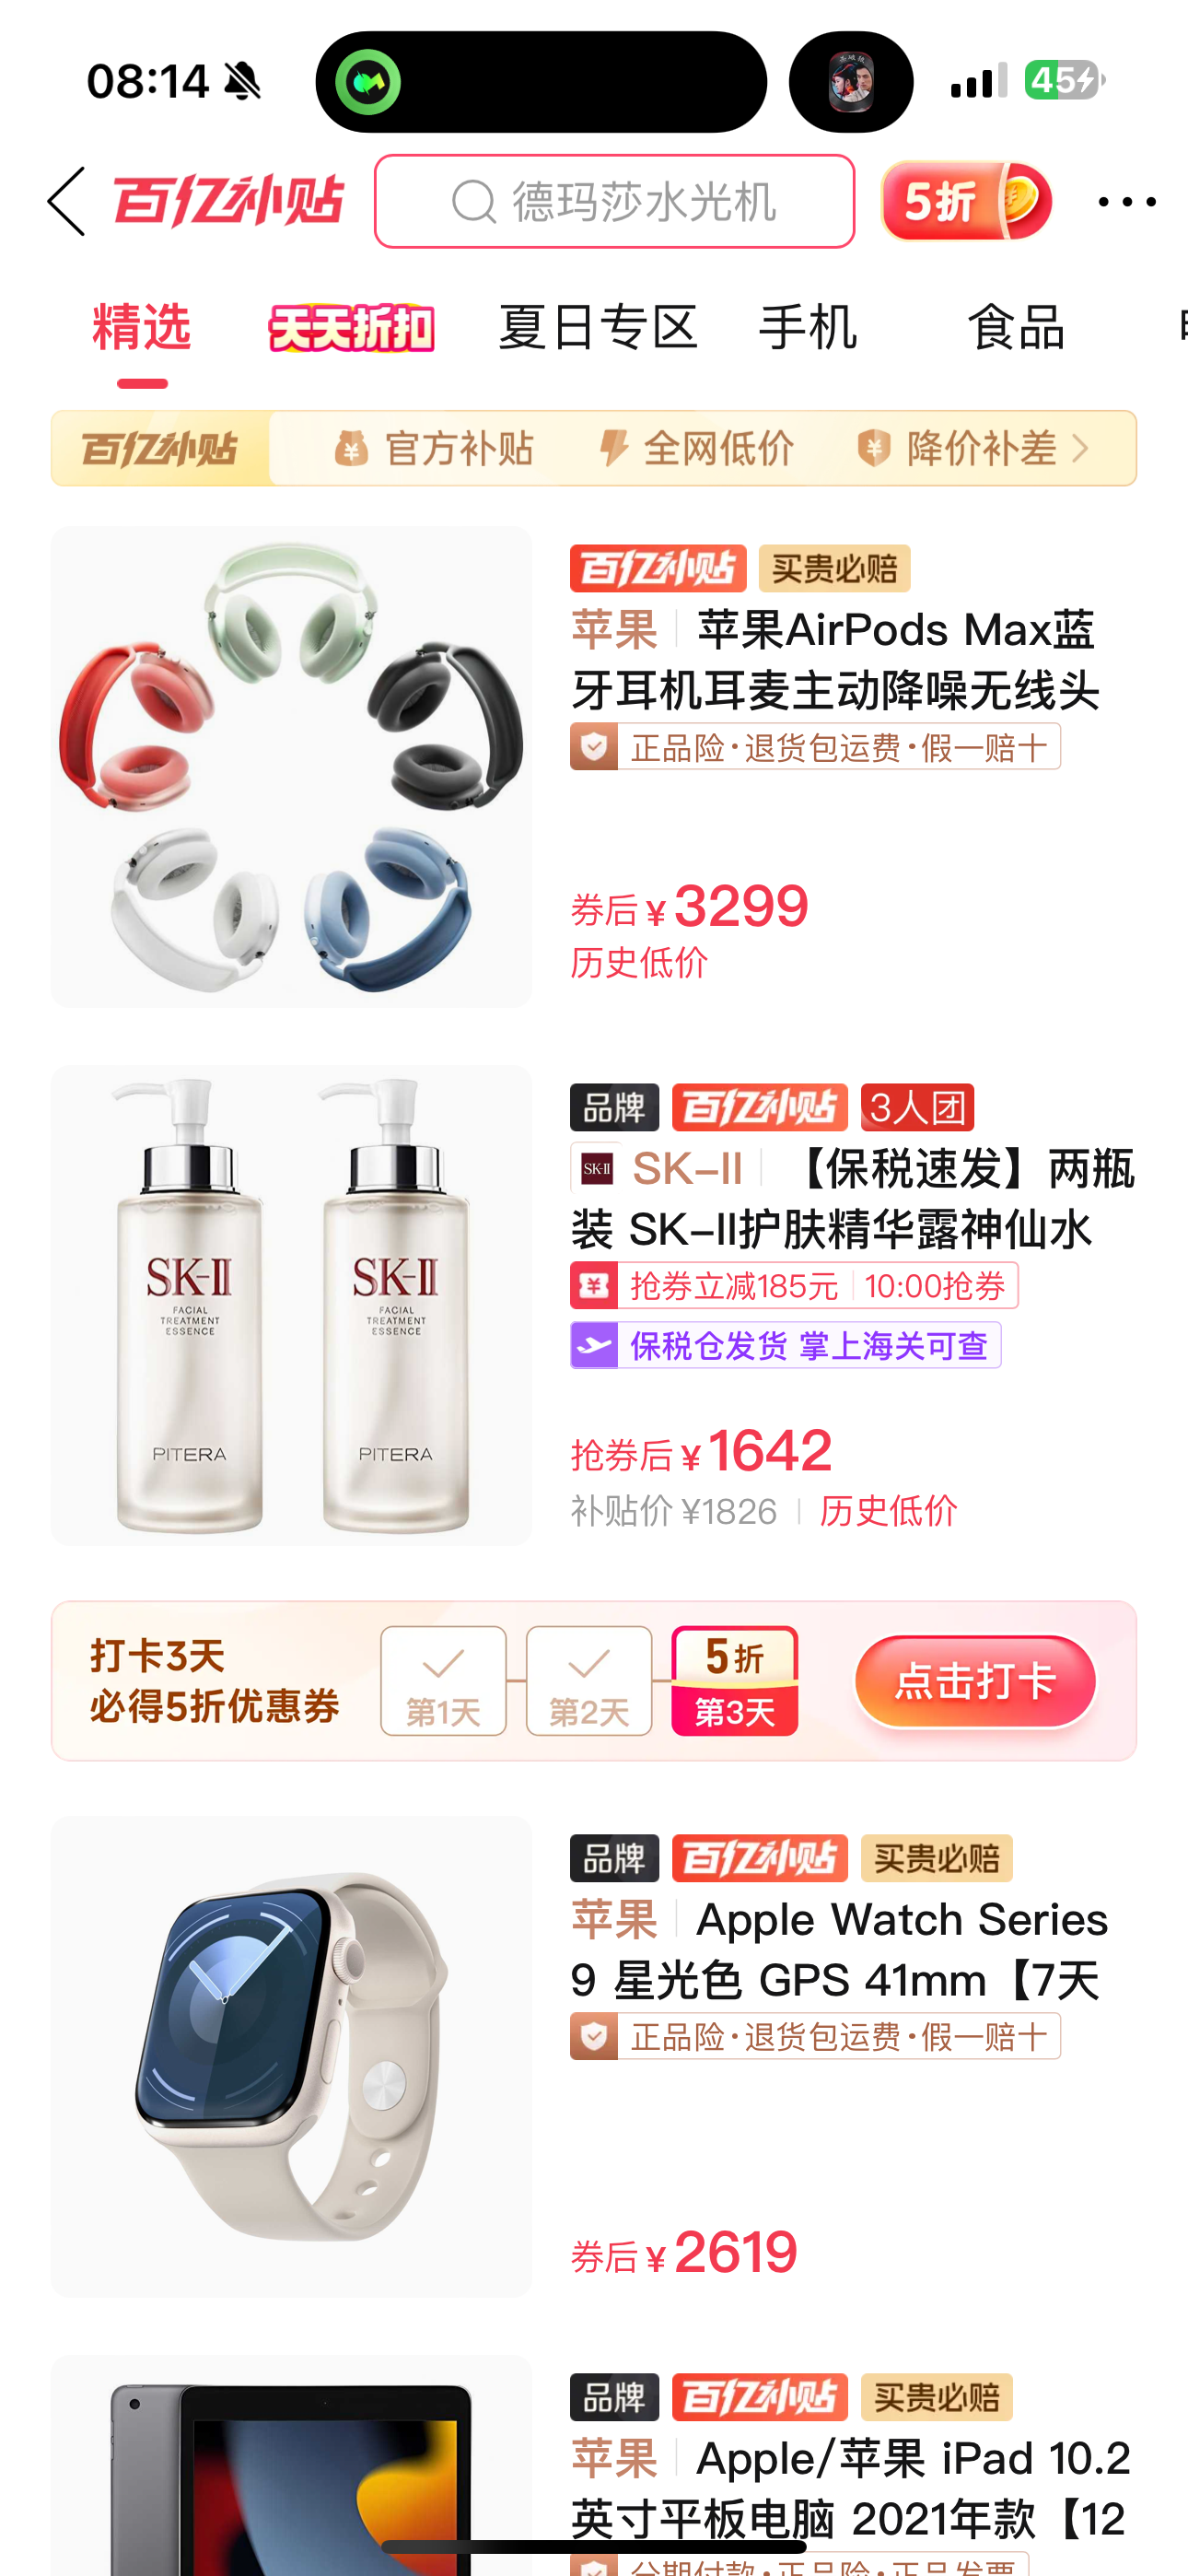 08:14
45
百亿补贴
德玛莎水光机
5折
精选 天天折扣 夏日专区 手机 食品
百亿补贴 官方补贴 全网低价 降价补差
百亿补贴 买贵必赔
苹果 苹果AirPods Max蓝
牙耳机耳麦主动降噪无线头
正品险·退货包运费·假一赔十
券后¥3299
历史低价
SK-II
FACIAL
TREATMENT
ESSENCE
PITERA
SK-II
FACIAL
TREATMENT
ESSENCE
PITERA
品牌 百亿补贴 3人团
SK-II SK-II 【保税速发】两瓶
装 SK-II护肤精华露神仙水
抢券立减185元 10:00抢券
保税仓发货 掌上海关可查
抢券后¥1642
补贴价¥1826 历史低价
打卡3天
必得5折优惠券
第1天
第2天
5折
第3天
点击打卡
品牌 百亿补贴 买贵必赔
苹果 Apple Watch Series
9 星光色 GPS 41mm【7天
正品险·退货包运费·假一赔十
券后¥2619
品牌 百亿补贴 买贵必赔
苹果 Apple/苹果 iPad 10.2
英寸平板电脑 2021年款【12
分期付款·正品险·正品发票